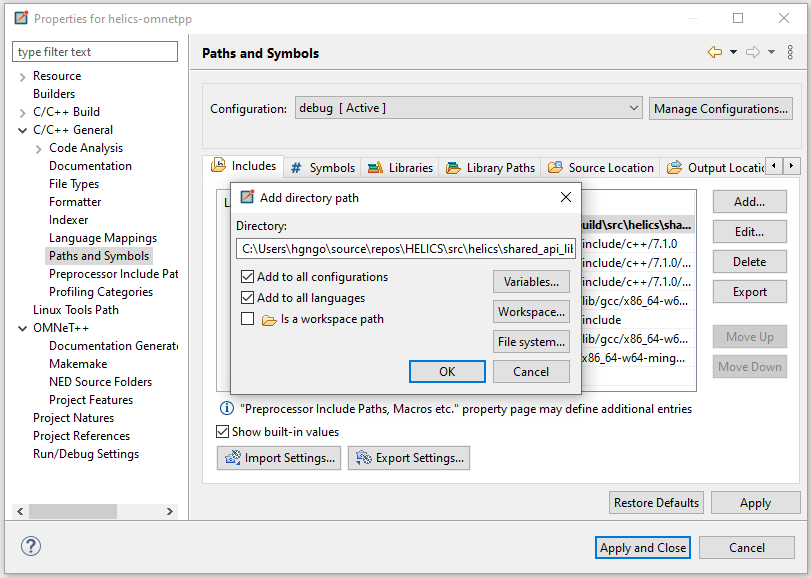 Properties for helics-omnetpp
type filter text
Resource
Builders
C/C++ Build
C/C++ General
Code Analysis
Documentation
File Types
Formatter
Indexer
Language Mappings
Paths and Symbols
Preprocessor Include Pat
Profiling Categories
Linux Tools Path
OMNeT++
Documentation Generato
Makemake
NED Source Folders
Project Features
Project Natures
Project References
Run/Debug Settings
Paths and Symbols
Configuration: debug [ Active ] Manage Configurations...
Includes # Symbols Libraries Library Paths Source Location Output Locatio
Add directory path
Directory:
C:\Users\hgngo\source\repos\HELICS\src\helics\shared_api_lib
Add to all configurations
Add to all languages
Is a workspace path
Variables...
Workspace...
File system...
OK Cancel
uild\src\helics\sha...
include/c++/7.1.0
include/c++/7.1.0/...
include/c++/7.1.0/...
lib/gcc/x86_64-w6...
include
lib/gcc/x86_64-w6...
x86_64-w64-ming...
Add...
Edit...
Delete
Export
Move Up
Move Down
"Preprocessor Include Paths, Macros etc." property page may define additional entries
Show built-in values
Import Settings... Export Settings...
Restore Defaults Apply
Apply and Close Cancel